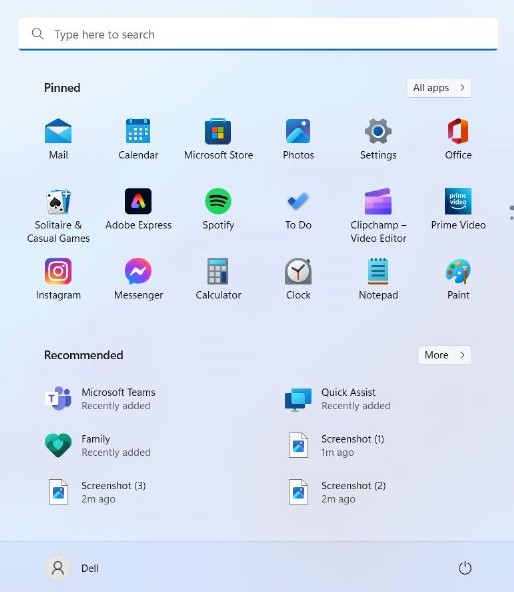 Type here to search
Pinned
All apps
Mail
Calendar
Microsoft Store
Photos
Settings
Office
Solitaire &
Casual Games
Adobe Express
Spotify
To Do
Clipchamp –
Video Editor
prime
video
Prime Video
Instagram
Messenger
Calculator
Clock
Notepad
Paint
Recommended
More
T
Microsoft Teams
Recently added
Quick Assist
Recently added
Family
Recently added
Screenshot (1)
1m ago
Screenshot (3)
2m ago
Screenshot (2)
2m ago
Dell